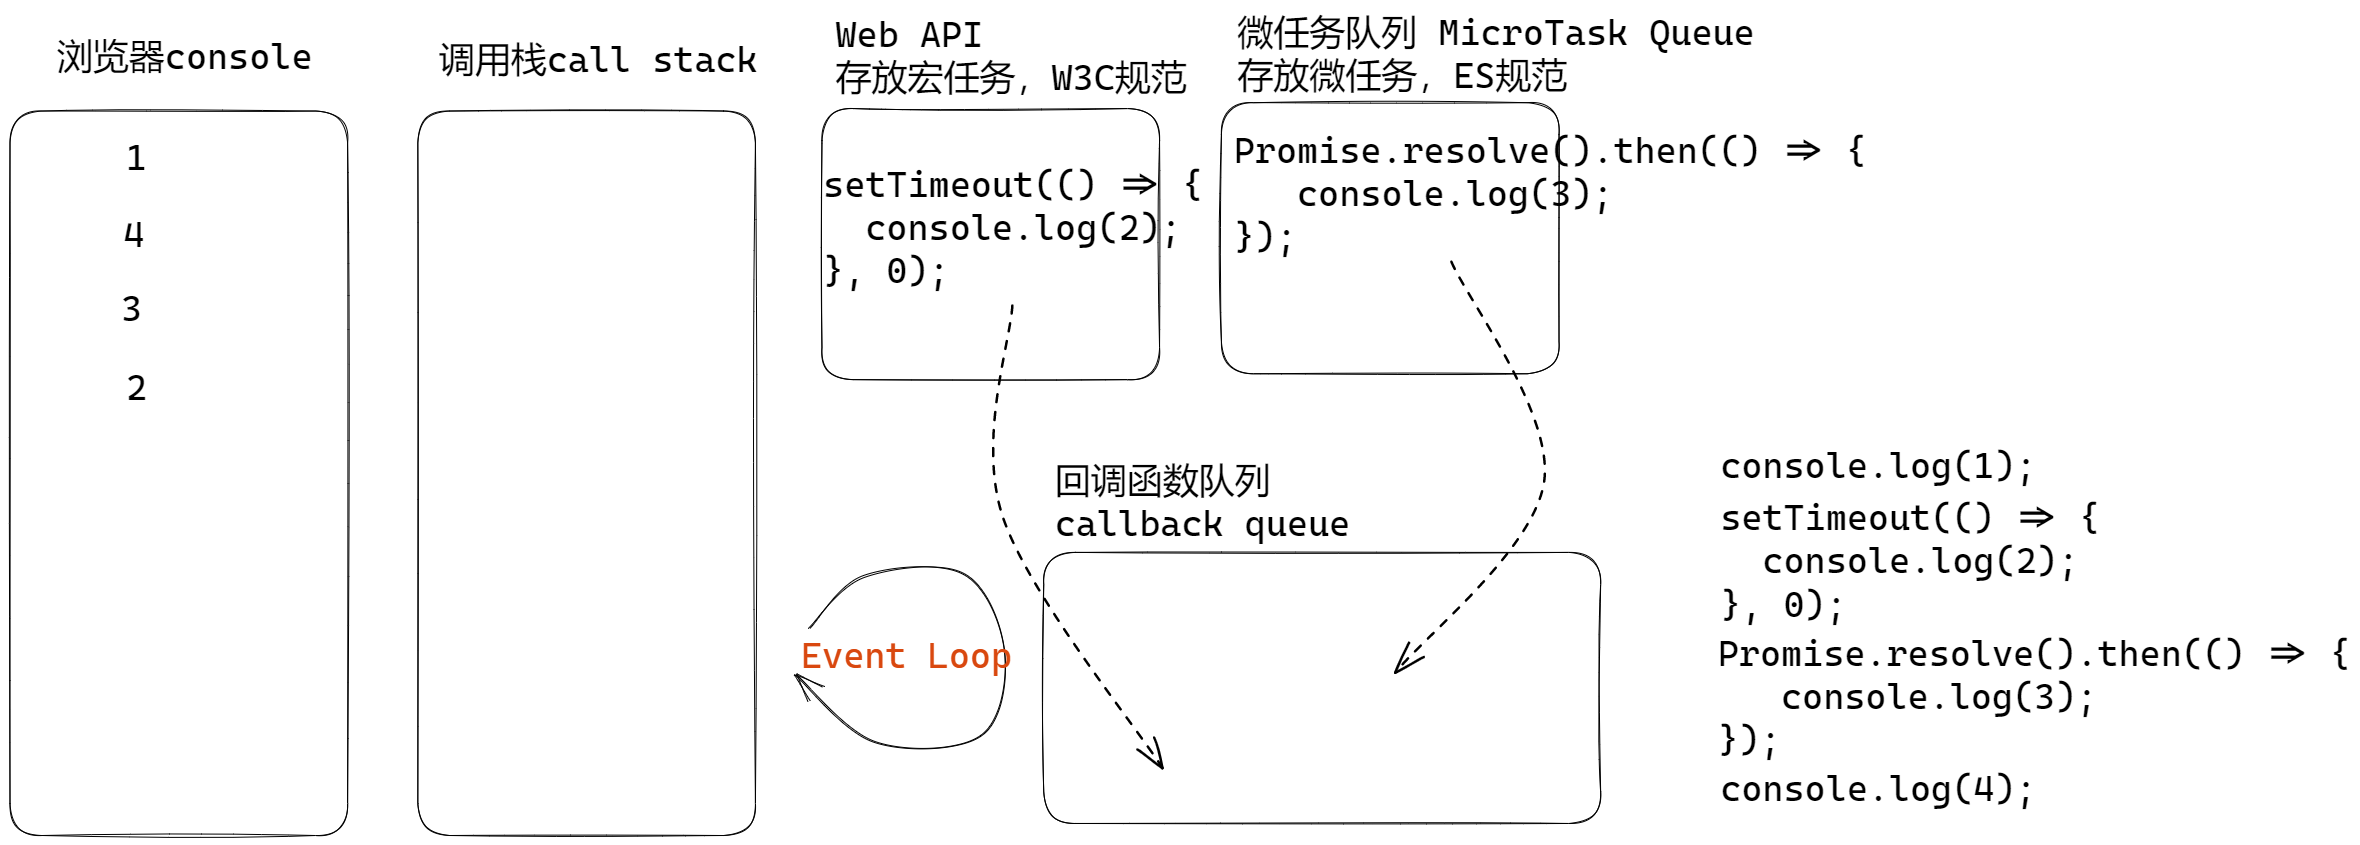 浏览器console
1
4
3
2
调用栈call stack
Web API
存放宏任务，W3C规范
setTimeout(() => {
  console.log(2);
}, 0);
微任务队列 MicroTask Queue
存放微任务，ES规范
Promise.resolve().then(() => {
   console.log(3);
});
Event Loop
回调函数队列
callback queue
console.log(1);
setTimeout(() => {
  console.log(2);
}, 0);
Promise.resolve().then(() => {
   console.log(3);
});
console.log(4);